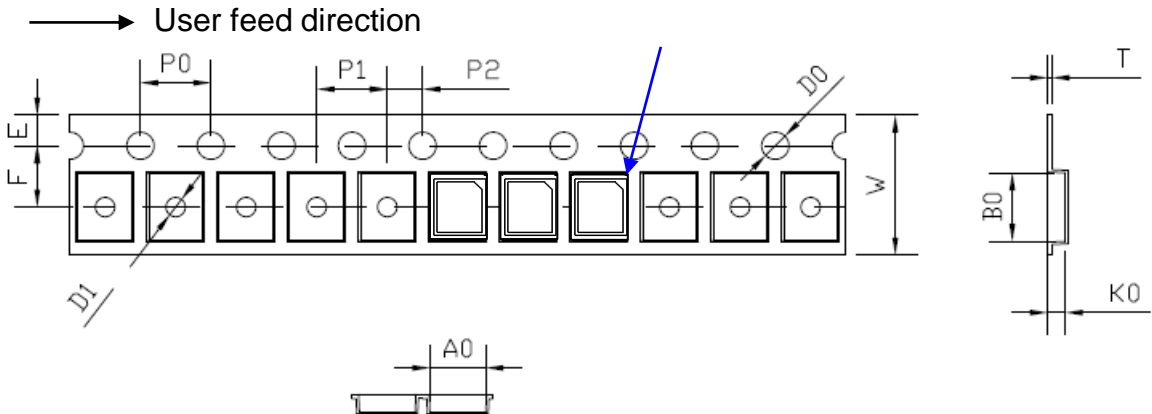 User feed direction
P0
P1
P2
D0
T
E
F
W
B0
D1
K0
A0